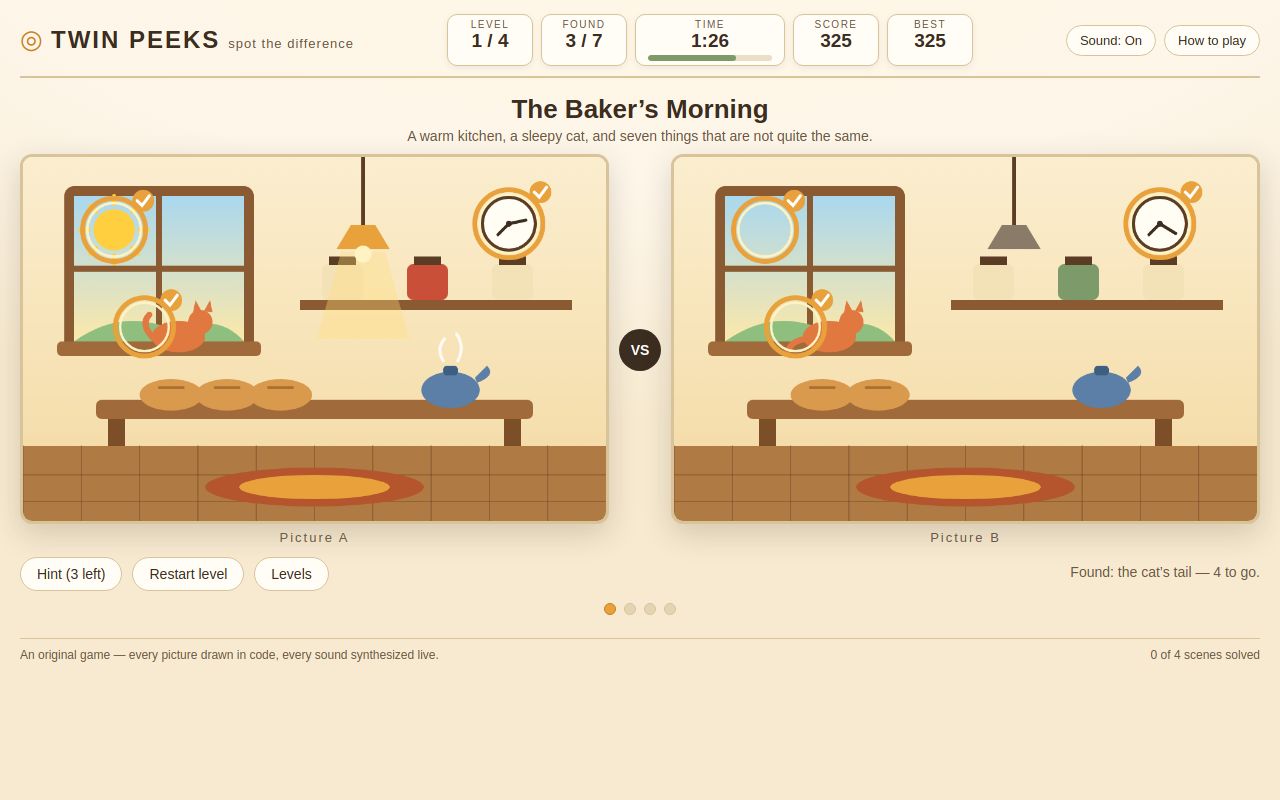 ◎ TWIN PEEKS spot the difference
LEVEL
1 / 4
FOUND
3 / 7
TIME
1:26
SCORE
325
BEST
325
Sound: On
How to play
The Baker’s Morning
A warm kitchen, a sleepy cat, and seven things that are not quite the same.
VS
Picture A
Picture B
Hint (3 left)
Restart level
Levels
Found: the cat's tail — 4 to go.
An original game — every picture drawn in code, every sound synthesized live.
0 of 4 scenes solved